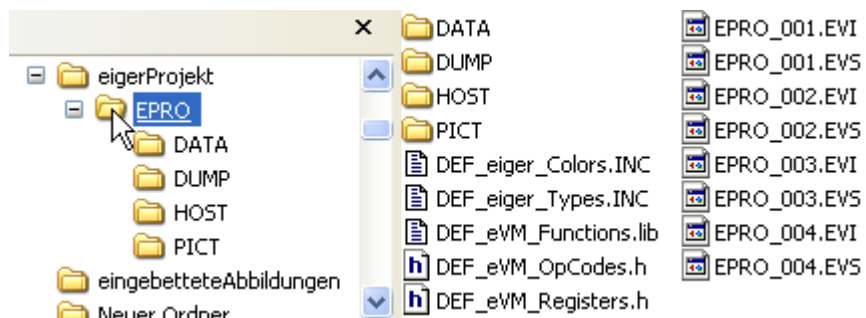 eigerProjekt
EPRO
DATA
DUMP
HOST
PICT
eingebetteteAbbildungen
Neuer Ordner
DATA
DUMP
HOST
PICT
DEF_eiger_Colors.INC
DEF_eiger_Types.INC
DEF_eVM_Functions.lib
DEF_eVM_OpCodes.h
DEF_eVM_Registers.h
EPRO_001.EVI
EPRO_001.EVS
EPRO_002.EVI
EPRO_002.EVS
EPRO_003.EVI
EPRO_003.EVS
EPRO_004.EVI
EPRO_004.EVS